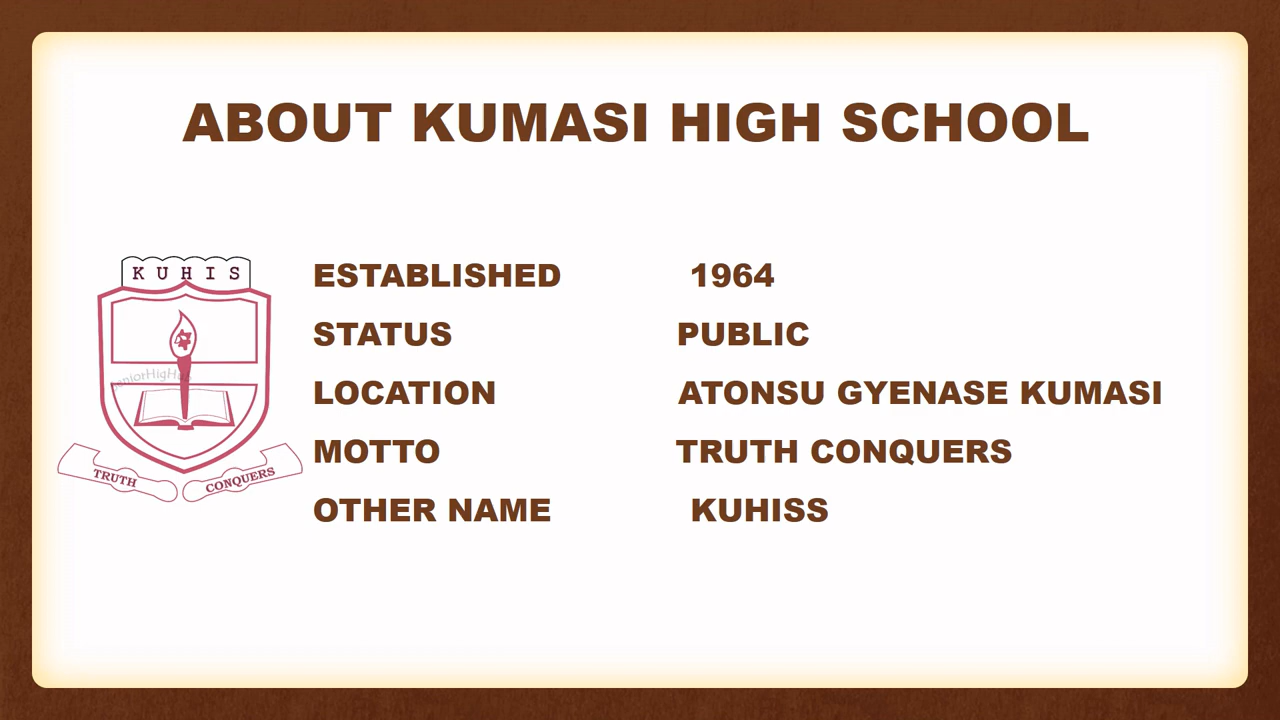 ABOUT KUMASI HIGH SCHOOL
KUHIS
ESTABLISHED 1964
STATUS PUBLIC
LOCATION ATONSU GYENASE KUMASI
MOTTO TRUTH CONQUERS
OTHER NAME KUHISS
TRUTH CONQUERS